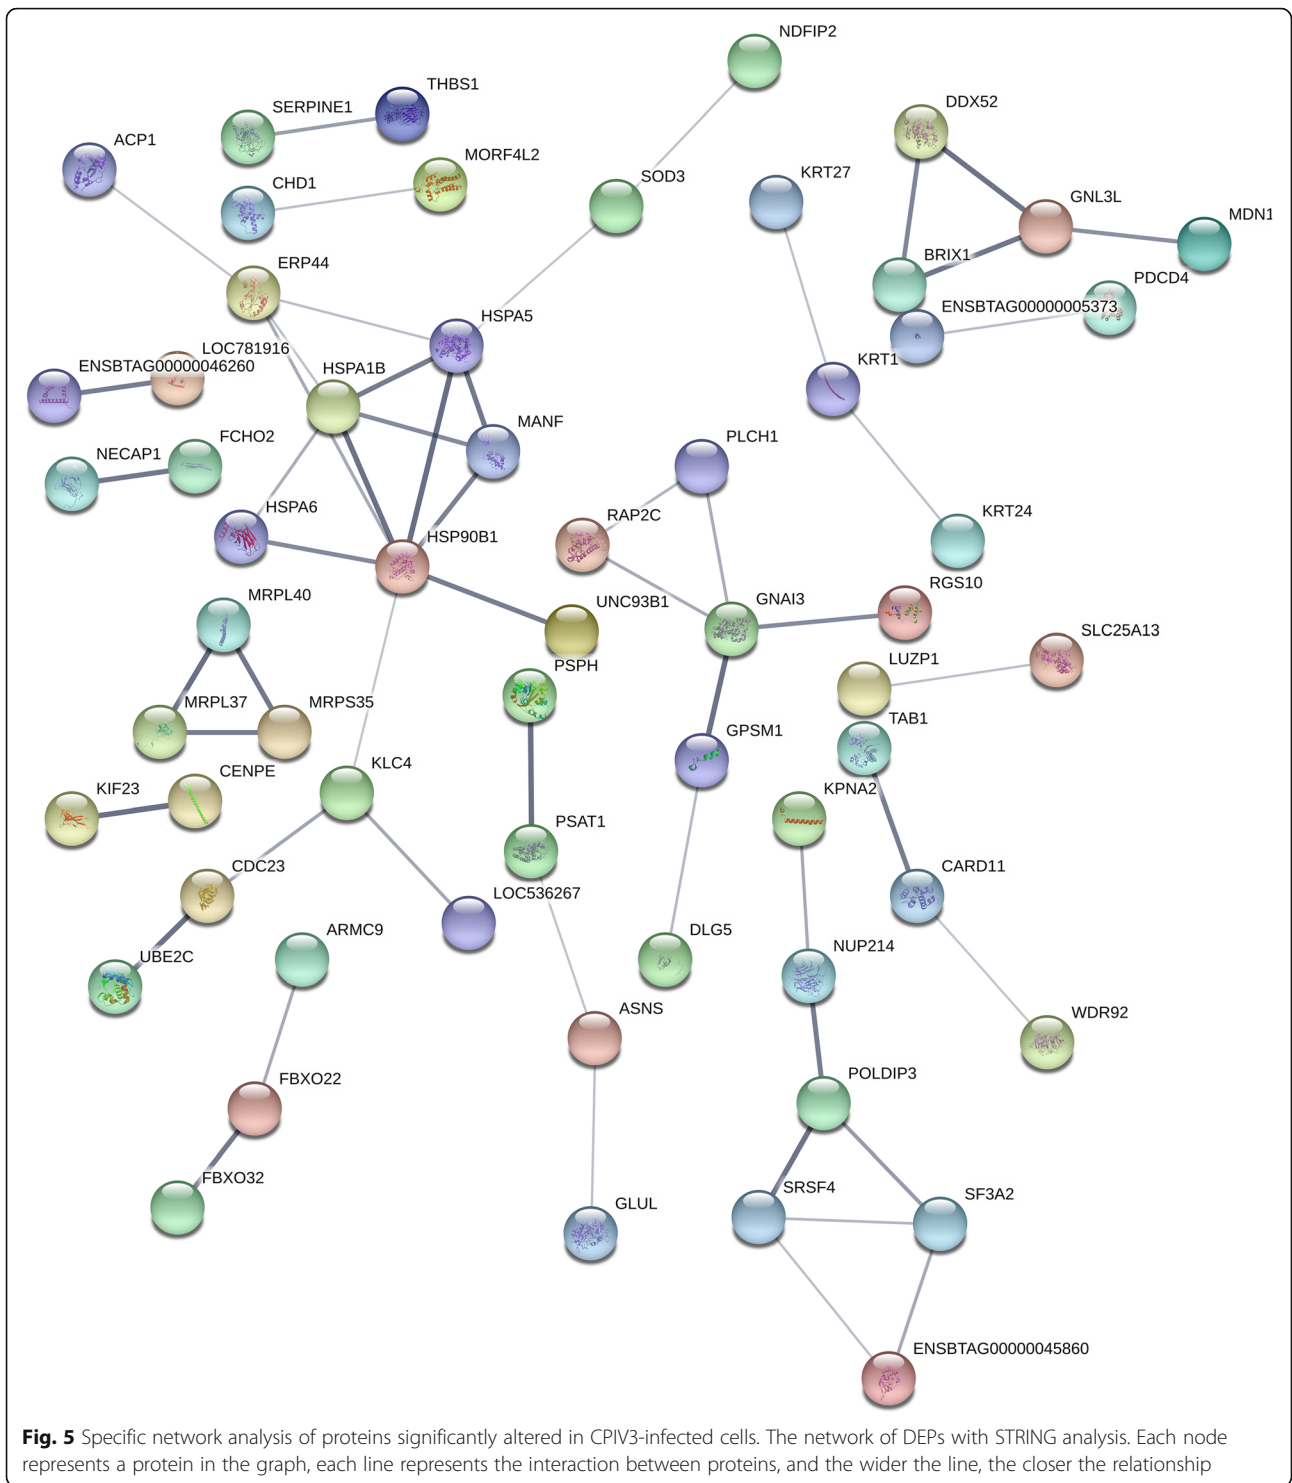 NDFIP2
THBS1
SERPINE1
DDX52
ACP1
MORF4L2
CHD1
SOD3
KRT27
GNL3L
MDN1
ERP44
BRIX1
PDCD4
ENSBTAG00000005373
HSPA5
LOC781916
ENSBTAG00000046260
HSPA1B
KRT1
MANF
PLCH1
FCHO2
NECAP1
HSPA6
RAP2C
KRT24
HSP90B1
RGS10
MRPL40
UNC93B1
GNAI3
SLC25A13
PSPH
LUZP1
MRPL37
MRPS35
TAB1
GPSM1
KLC4
CENPE
KIF23
KPNA2
PSAT1
CDC23
CARD11
LOC536267
ARMC9
DLG5
NUP214
UBE2C
ASNS
WDR92
POLDIP3
FBXO22
FBXO32
SRSF4
SF3A2
GLUL
ENSBTAG00000045860
Fig. 5 Specific network analysis of proteins significantly altered in CPIV3-infected cells. The network of DEPs with STRING analysis. Each node
represents a protein in the graph, each line represents the interaction between proteins, and the wider the line, the closer the relationship